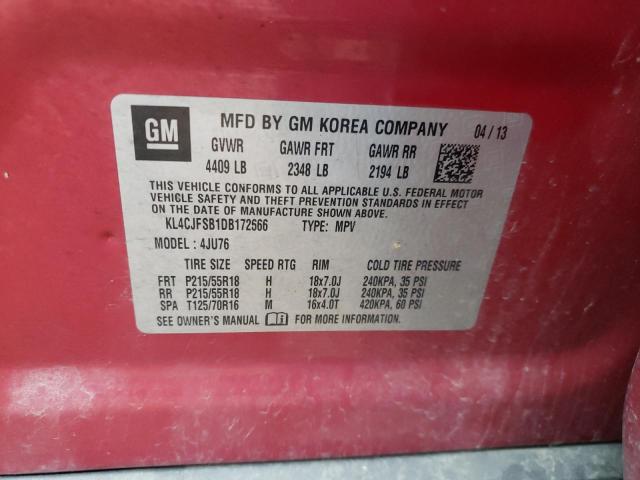 GM
MFD BY GM KOREA COMPANY 04/13
GVWR GAWR FRT GAWR RR
4409 LB 2348 LB 2194 LB
THIS VEHICLE CONFORMS TO ALL APPLICABLE U.S. FEDERAL MOTOR
VEHICLE SAFETY AND THEFT PREVENTION STANDARDS IN EFFECT ON
THE DATE OF MANUFACTURE SHOWN ABOVE.
KL4CJFSB1DB172566 TYPE: MPV
MODEL: 4JU76
TIRE SIZE SPEED RTG RIM COLD TIRE PRESSURE
FRT P215/55R18 H 18x7.0J 240KPA, 35 PSI
RR P215/55R18 H 18x7.0J 240KPA, 35 PSI
SPA T125/70R16 M 16x4.0T 420KPA, 60 PSI
SEE OWNER'S MANUAL FOR MORE INFORMATION.